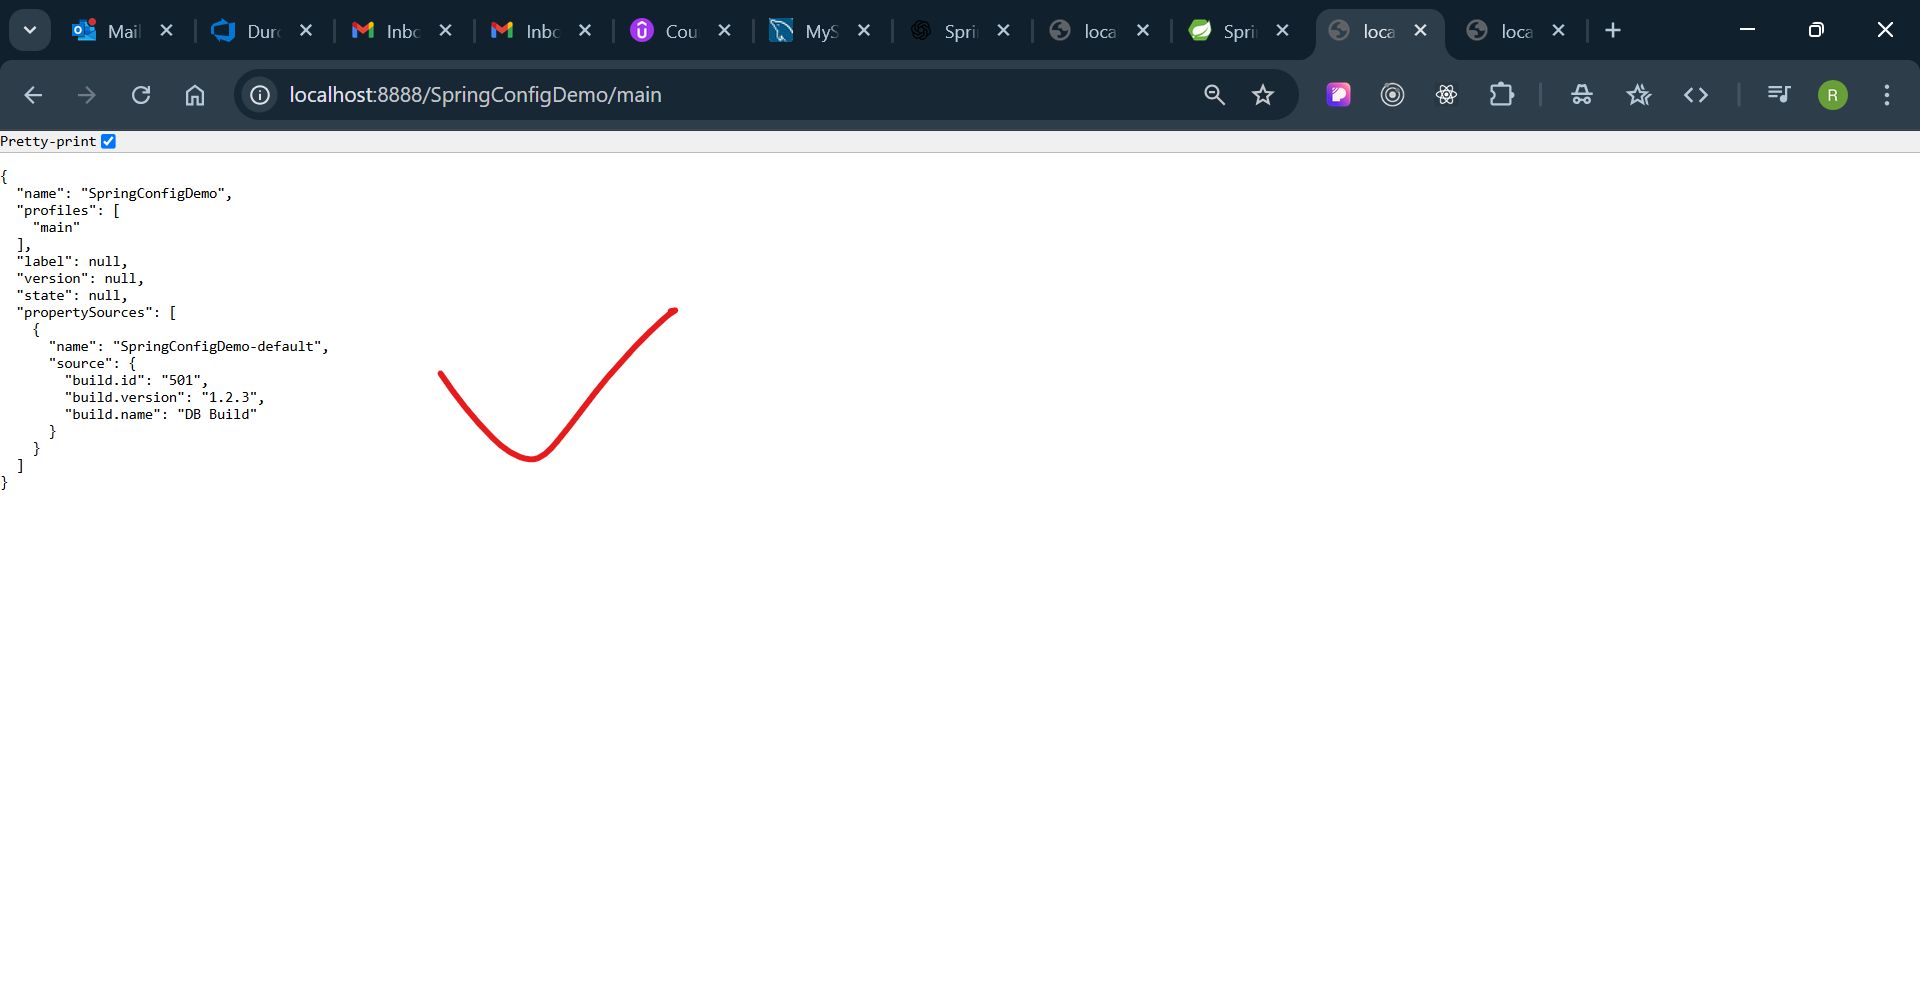 Mail
Dur
Inbo
Inbo
Cou
MyS
Spri
loca
Spri
loca
loca
localhost:8888/SpringConfigDemo/main
R
Pretty-print
{
"name": "SpringConfigDemo",
"profiles": [
"main"
],
"label": null,
"version": null,
"state": null,
"propertySources": [
{
"name": "SpringConfigDemo-default",
"source": {
"build.id": "501",
"build.version": "1.2.3",
"build.name": "DB Build"
}
}
]
}